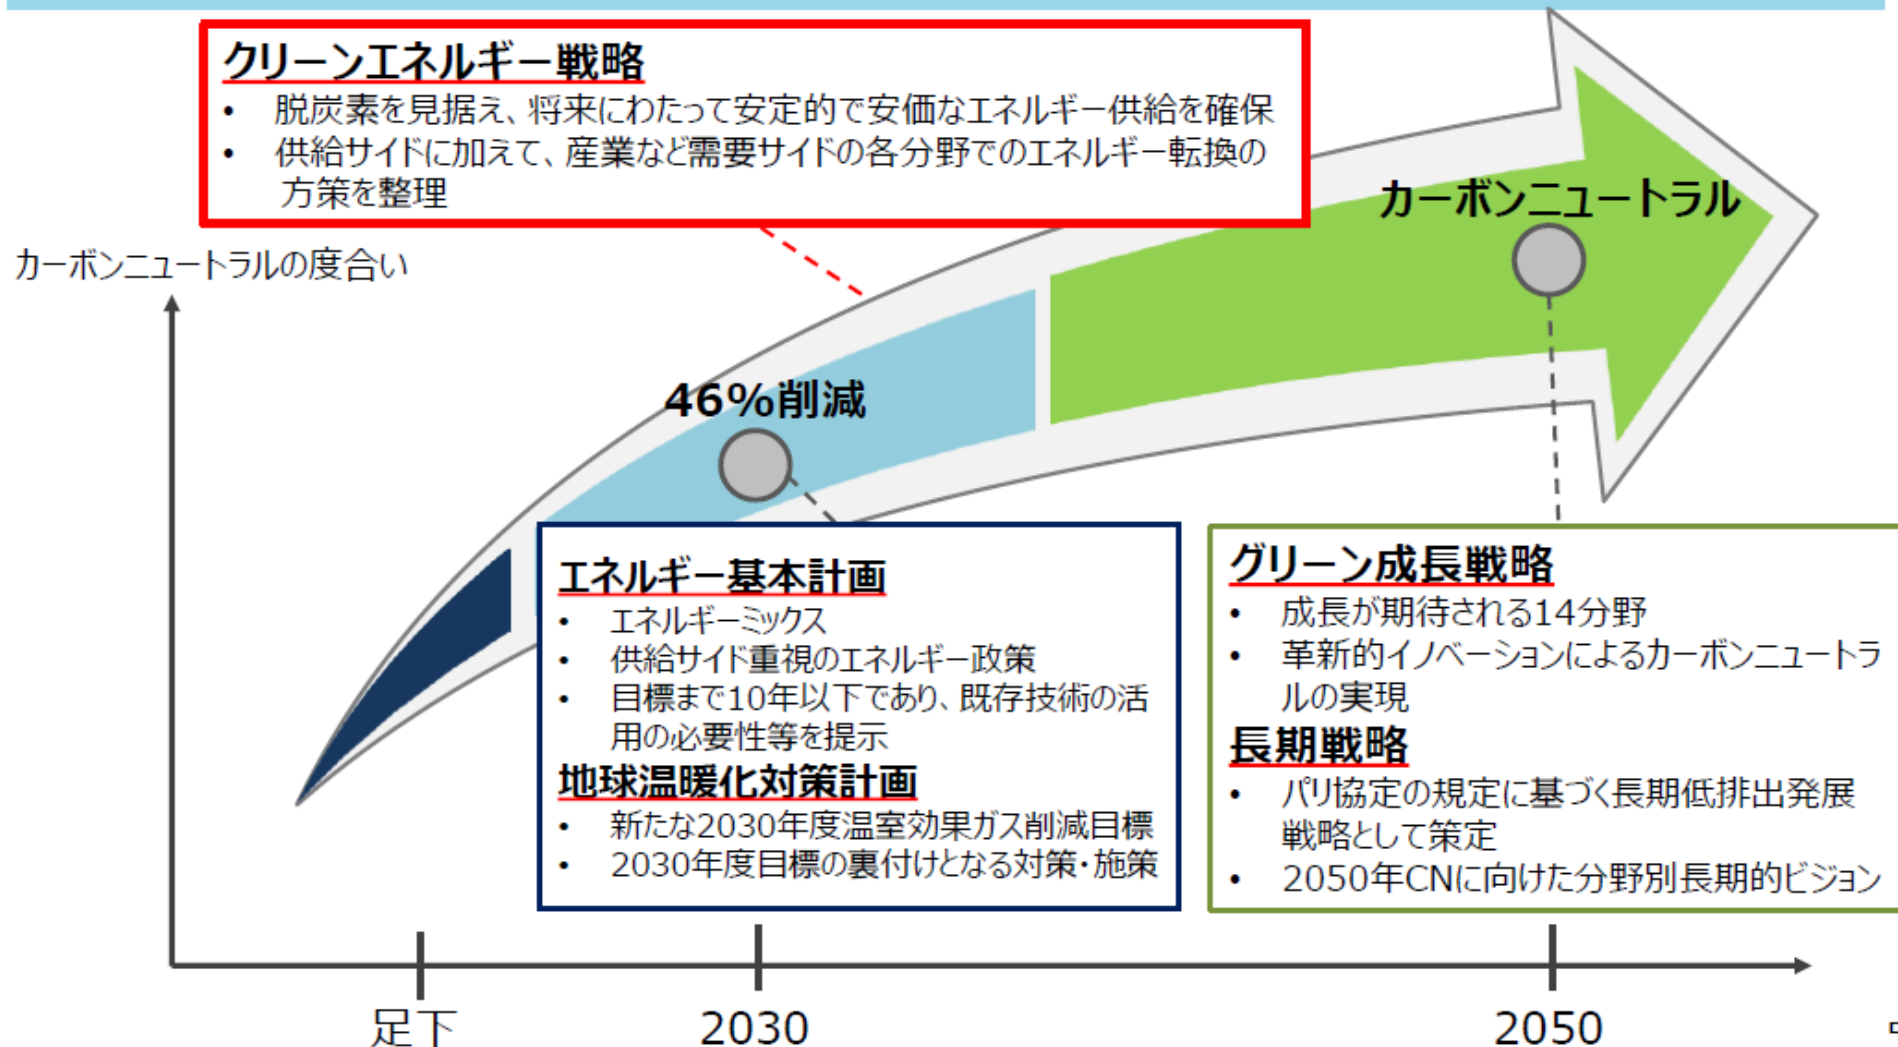 クリーンエネルギー戦略
• 脱炭素を見据え、将来にわたって安定的で安価なエネルギー供給を確保
• 供給サイドに加えて、産業など需要サイドの各分野でのエネルギー転換の
方策を整理
カーボンニュートラルの度合い
カーボンニュートラル
46%削減
エネルギー基本計画
• エネルギーミックス
• 供給サイド重視のエネルギー政策
• 目標まで10年以下であり、既存技術の活
用の必要性等を提示
地球温暖化対策計画
• 新たな2030年度温室効果ガス削減目標
• 2030年度目標の裏付けとなる対策・施策
グリーン成長戦略
• 成長が期待される14分野
• 革新的イノベーションによるカーボンニュートラ
ルの実現
長期戦略
• パリ協定の規定に基づく長期低排出発展
戦略として策定
• 2050年CNに向けた分野別長期的ビジョン
足下
2030
2050